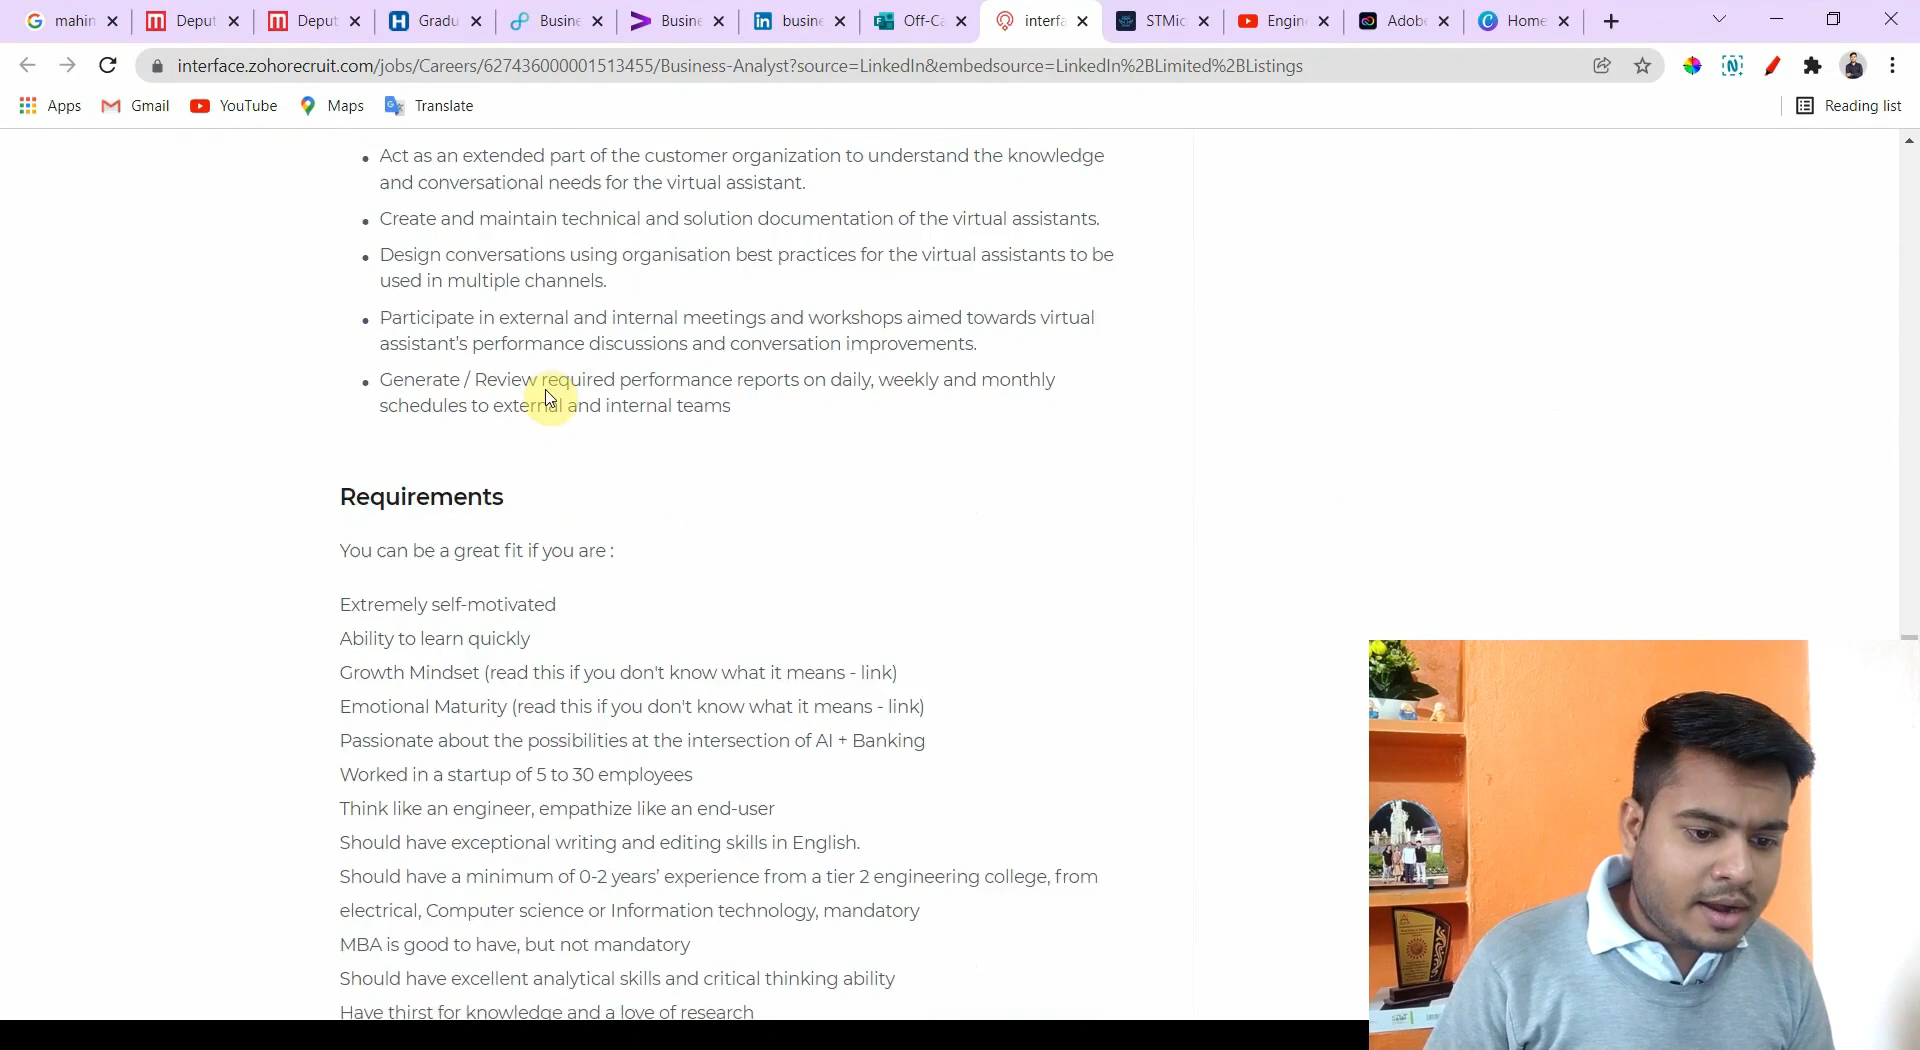 mahin
Deput
Deput
Gradu
Busine
Busine
busine
Off-Ca
interfa
STMic
Engin
Adob
Home
interface.zohorecruit.com/jobs/Careers/627436000001513455/Business-Analyst?source=LinkedIn&embedsource=LinkedIn%2BLimited%2BListings
Apps
Gmail
YouTube
Maps
Translate
Reading list
Act as an extended part of the customer organization to understand the knowledge
and conversational needs for the virtual assistant.
Create and maintain technical and solution documentation of the virtual assistants.
Design conversations using organisation best practices for the virtual assistants to be
used in multiple channels.
Participate in external and internal meetings and workshops aimed towards virtual
assistant's performance discussions and conversation improvements.
Generate / Review required performance reports on daily, weekly and monthly
schedules to external and internal teams
Requirements
You can be a great fit if you are :
Extremely self-motivated
Ability to learn quickly
Growth Mindset (read this if you don't know what it means - link)
Emotional Maturity (read this if you don't know what it means - link)
Passionate about the possibilities at the intersection of AI + Banking
Worked in a startup of 5 to 30 employees
Think like an engineer, empathize like an end-user
Should have exceptional writing and editing skills in English.
Should have a minimum of 0-2 years' experience from a tier 2 engineering college, from
electrical, Computer science or Information technology, mandatory
MBA is good to have, but not mandatory
Should have excellent analytical skills and critical thinking ability
Have thirst for knowledge and a love of research